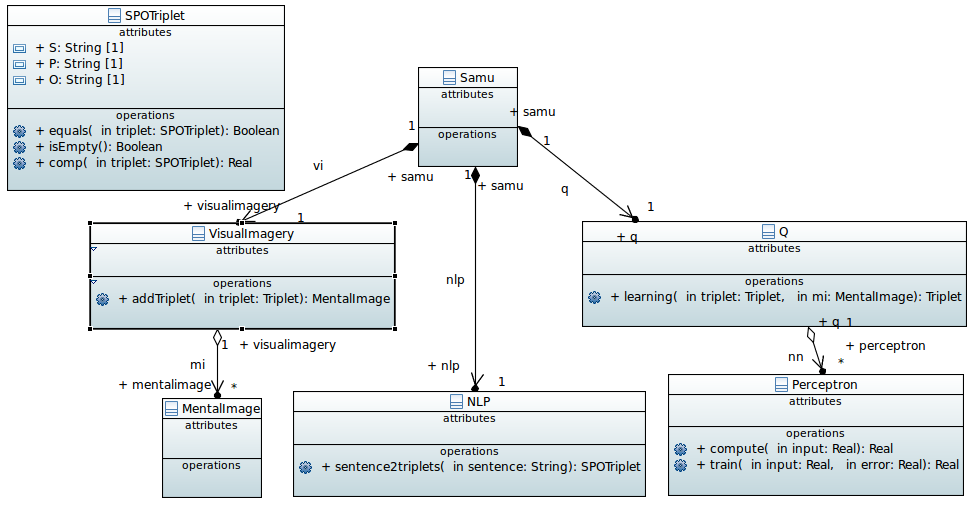 SPOTriplet
attributes
+ S: String [1]
+ P: String [1]
+ O: String [1]
operations
+ equals( in triplet: SPOTriplet): Boolean
+ isEmpty(): Boolean
+ comp( in triplet: SPOTriplet): Real
Samu
attributes
operations
+ samu
1
1
vi
+ samu
1
+ samu
q
+ visualimagery
1
1
+ q
VisualImagery
attributes
operations
+ addTriplet( in triplet: Triplet): MentalImage
Q
attributes
operations
+ learning( in triplet: Triplet, in mi: MentalImage): Triplet
nlp
1
+ visualimagery
mi
+ mentalimage
*
+ nlp
1
+ q 1
+ perceptron
nn
*
MentalImage
attributes
operations
NLP
attributes
operations
+ sentence2triplets( in sentence: String): SPOTriplet
Perceptron
attributes
operations
+ compute( in input: Real): Real
+ train( in input: Real, in error: Real): Real